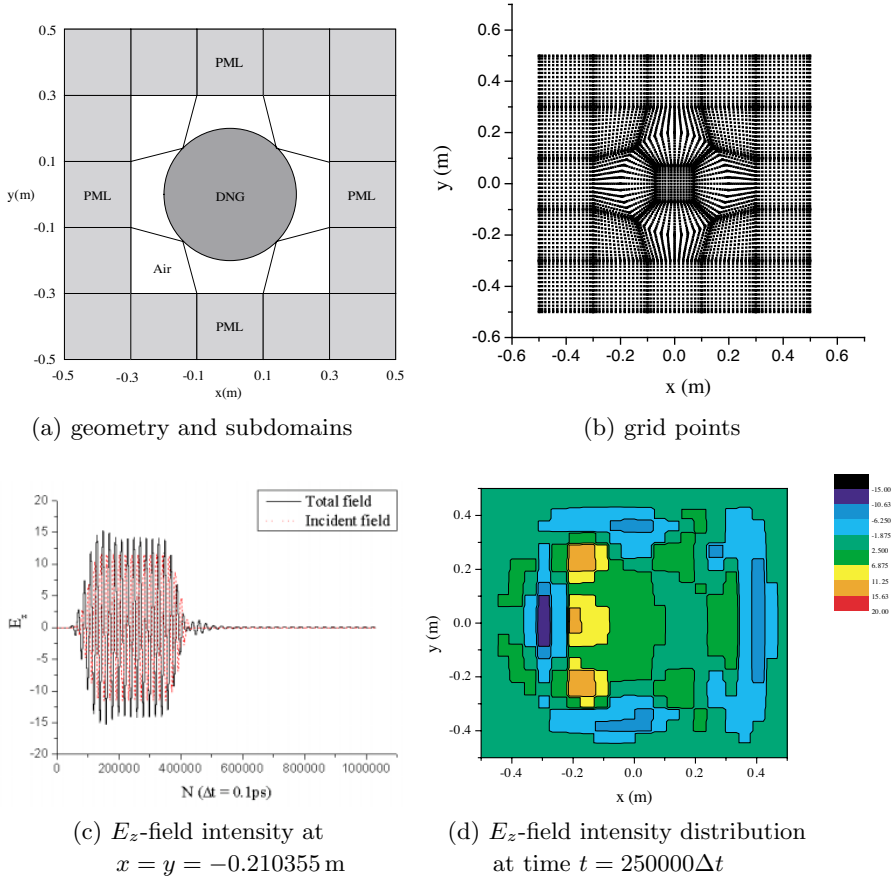 0.5
PML
0.3
0.1
y(m)
PML
DNG
PML
-0.1
Air
-0.3
PML
-0.5
-0.5
-0.3
-0.1
0.1
0.3
0.5
x(m)
(a) geometry and subdomains
0.6
0.4
0.2
y (m)
0.0
-0.2
-0.4
-0.6
-0.6
-0.4
-0.2
0.0
0.2
0.4
0.6
x (m)
(b) grid points
20
15
10
5
E_z
0
-5
-10
-15
-20
Total field
Incident field
0
200000
400000
600000
800000
1000000
N (Δt = 0.1ps)
(c) E_z-field intensity at
x = y = −0.210355 m
0.4
0.2
y (m)
0.0
-0.2
-0.4
-0.4
-0.2
0.0
0.2
0.4
x (m)
-15.00
-10.63
-6.250
-1.875
2.500
6.875
11.25
15.63
20.00
(d) E_z-field intensity distribution
at time t = 250000Δt